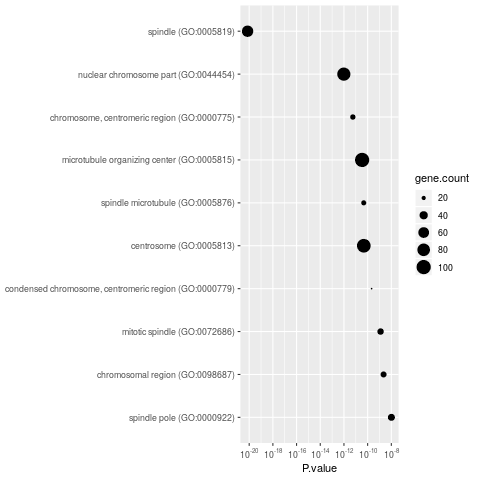 spindle (GO:0005819)
nuclear chromosome part (GO:0044454)
chromosome, centromeric region (GO:0000775)
microtubule organizing center (GO:0005815)
spindle microtubule (GO:0005876)
centrosome (GO:0005813)
condensed chromosome, centromeric region (GO:0000779)
mitotic spindle (GO:0072686)
chromosomal region (GO:0098687)
spindle pole (GO:0000922)
10⁻²⁰ 10⁻¹⁸ 10⁻¹⁶ 10⁻¹⁴ 10⁻¹² 10⁻¹⁰ 10⁻⁸
P.value
gene.count
20
40
60
80
100